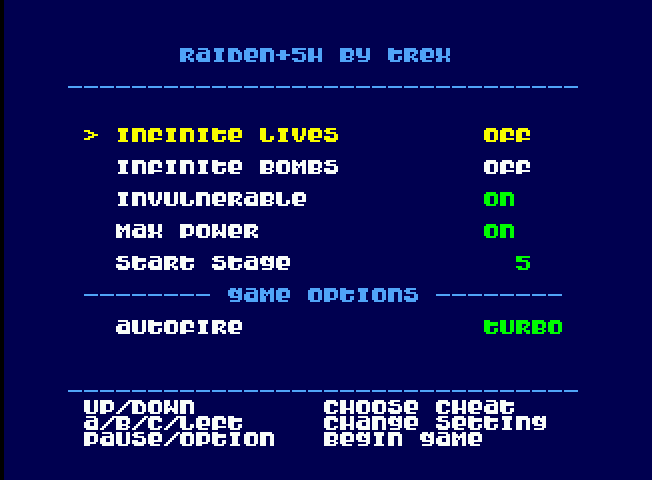 Raiden+5H by tRex
> Infinite Lives Off
Infinite BOMBS Off
Invulnerable On
Max power On
Start Stage 5
-------- game options --------
autofire tURBO
UP/DOWN Choose cheat
a/B/C/Left Change Setting
Pause/option Begin game